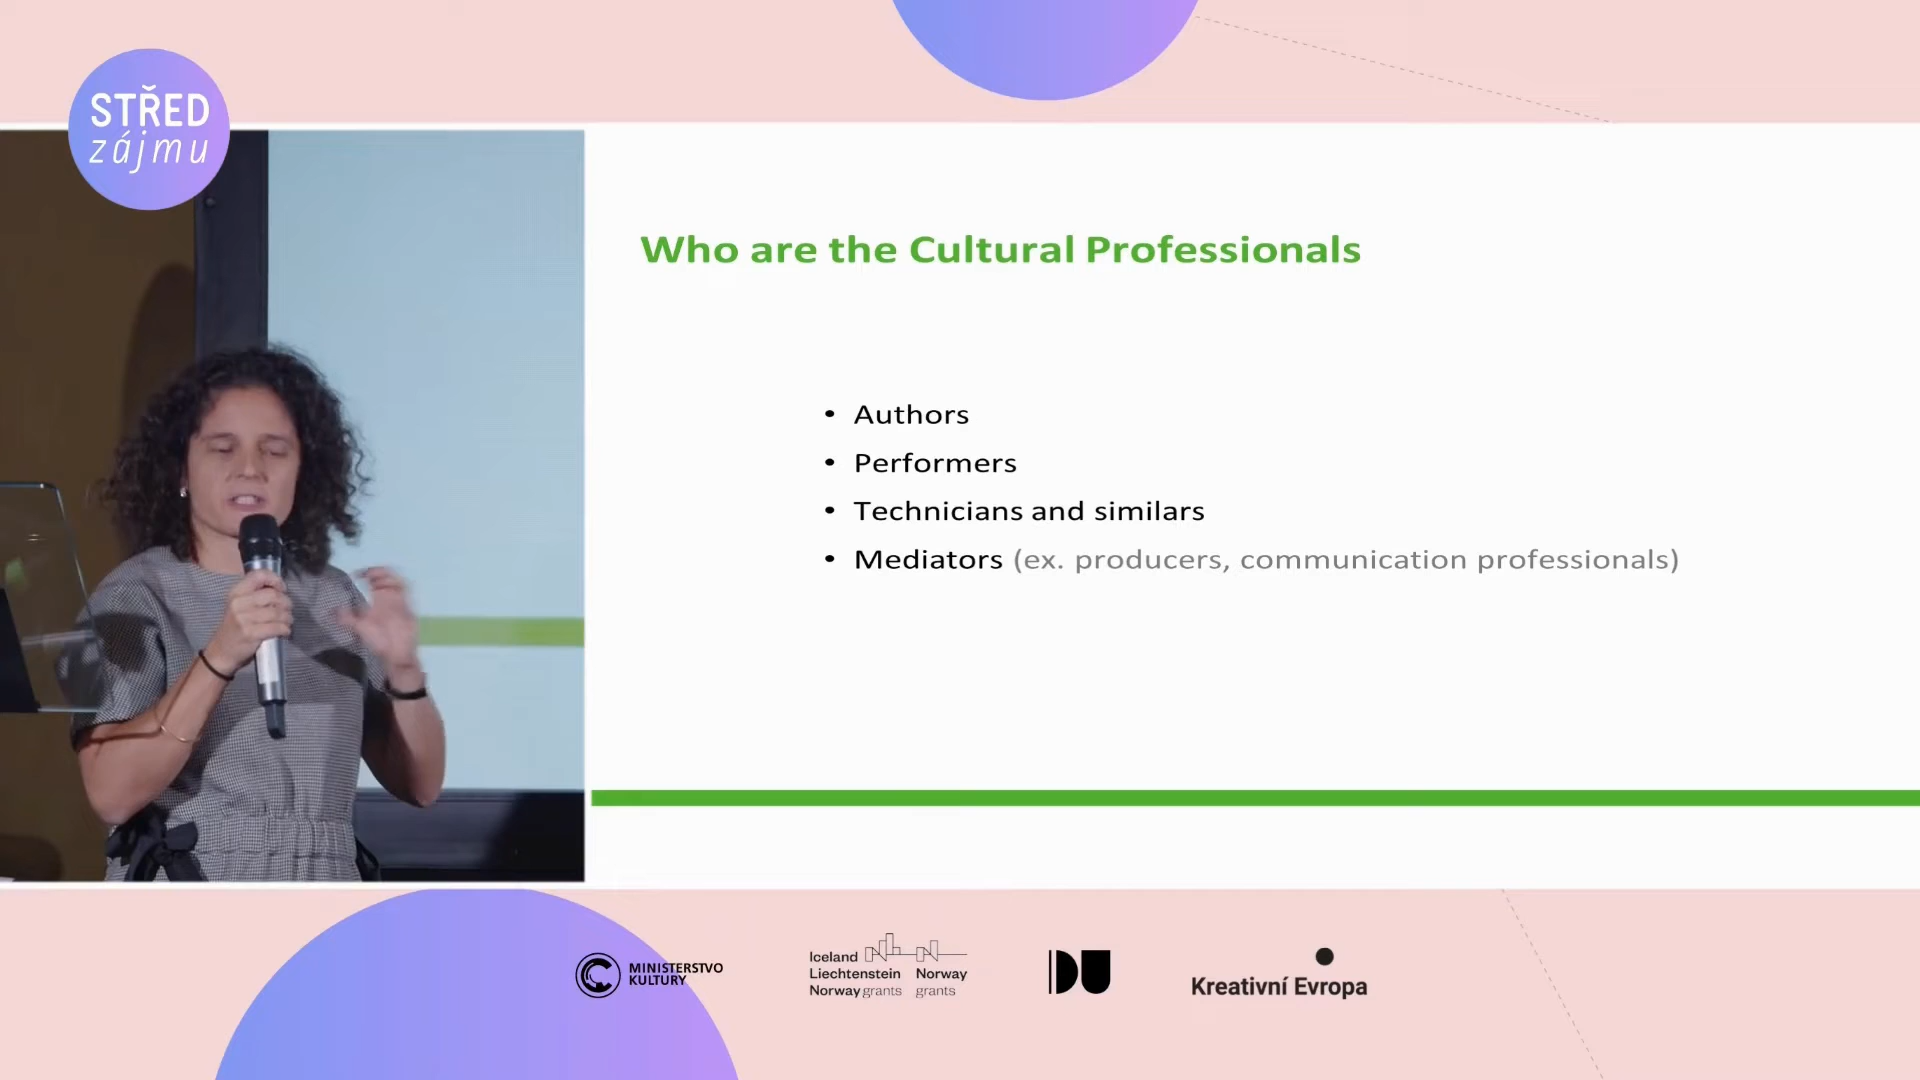 STŘED
zájmu
Who are the Cultural Professionals
• Authors
• Performers
• Technicians and similars
• Mediators (ex. producers, communication professionals)
MINISTERSTVO
KULTURY
Iceland
Liechtenstein
Norway grants
Norway
grants
DU
Kreativní Evropa